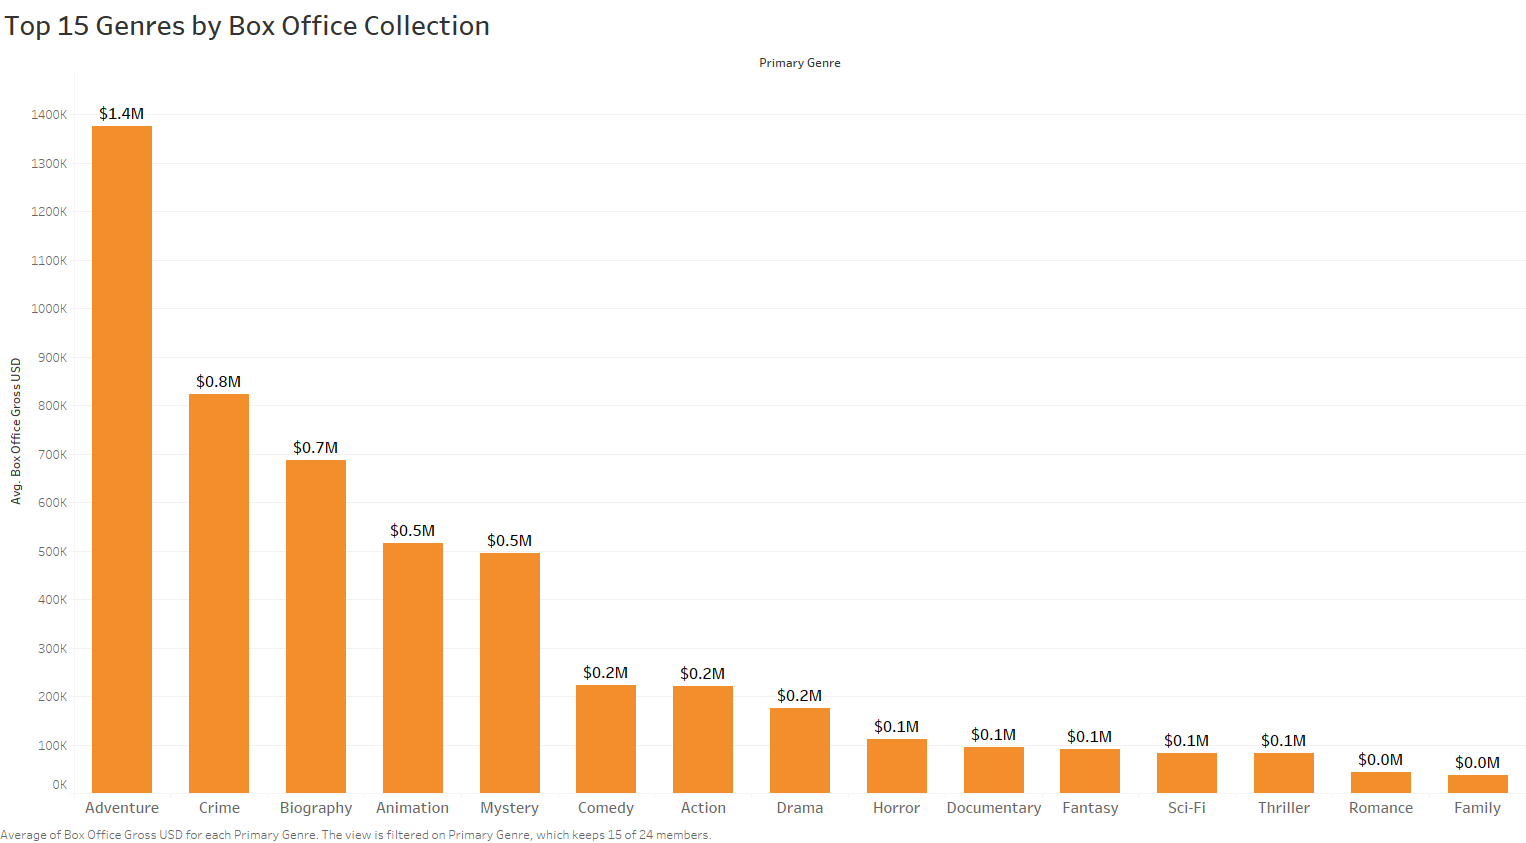 Top 15 Genres by Box Office Collection
Primary Genre
Avg. Box Office Gross USD
1400K
1300K
1200K
1100K
1000K
900K
800K
700K
600K
500K
400K
300K
200K
100K
0K
$1.4M
$0.8M
$0.7M
$0.5M
$0.5M
$0.2M
$0.2M
$0.2M
$0.1M
$0.1M
$0.1M
$0.1M
$0.1M
$0.0M
$0.0M
Adventure Crime Biography Animation Mystery Comedy Action Drama Horror Documentary Fantasy Sci-Fi Thriller Romance Family
Average of Box Office Gross USD for each Primary Genre. The view is filtered on Primary Genre, which keeps 15 of 24 members.